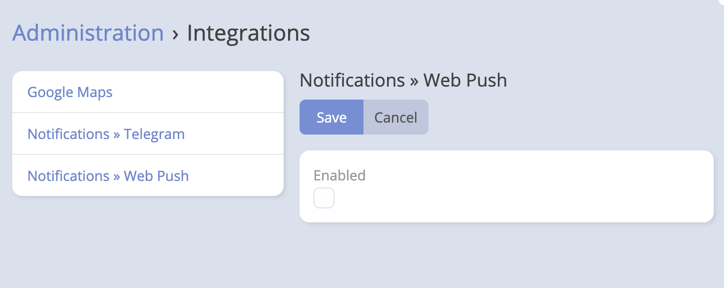 Administration › Integrations
Google Maps
Notifications » Telegram
Notifications » Web Push
Notifications » Web Push
Save Cancel
Enabled